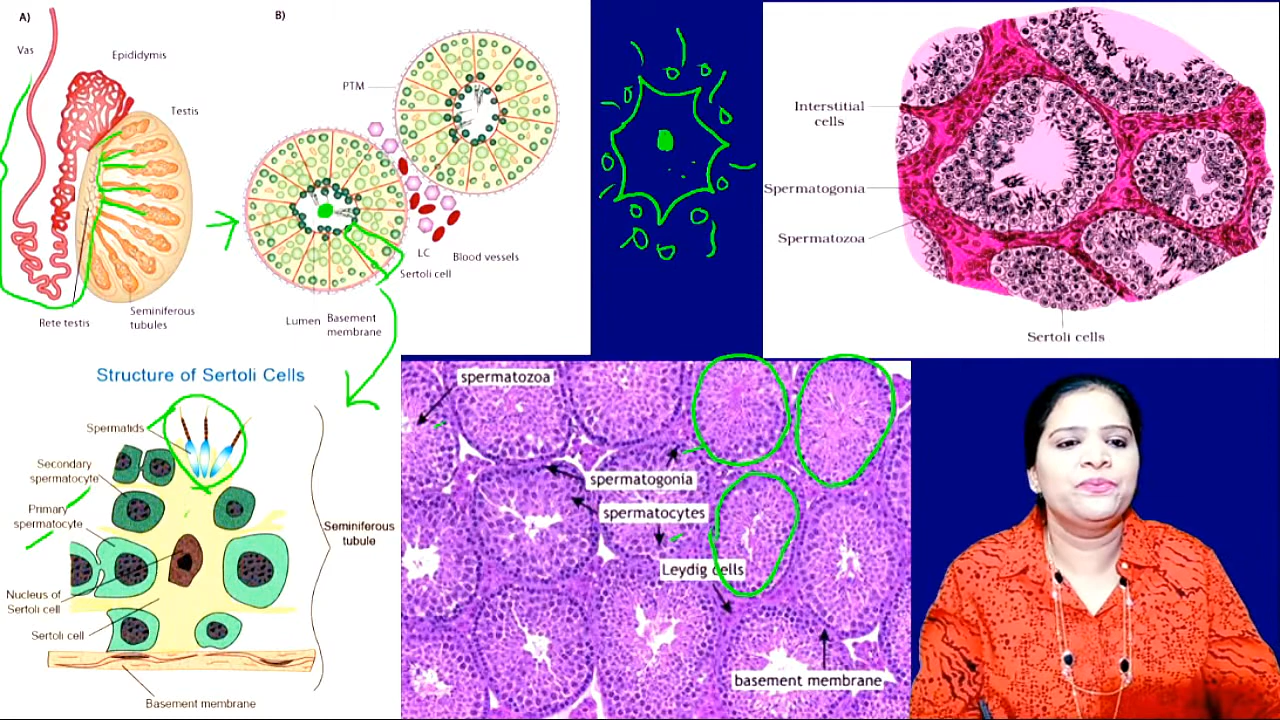 A)
B)
Vas
Epididymis
Testis
PTM
LC
Blood vessels
Sertoli cell
Rete testis
Seminiferous
tubules
Lumen
Basement
membrane
Interstitial
cells
Spermatogonia
Spermatozoa
Sertoli cells
Structure of Sertoli Cells
Spermatids
Secondary
spermatocyte
Primary
spermatocyte
Nucleus of
Sertoli cell
Sertoli cell
Basement membrane
Seminiferous
tubule
spermatozoa
spermatogonia
spermatocytes
Leydig cells
basement membrane